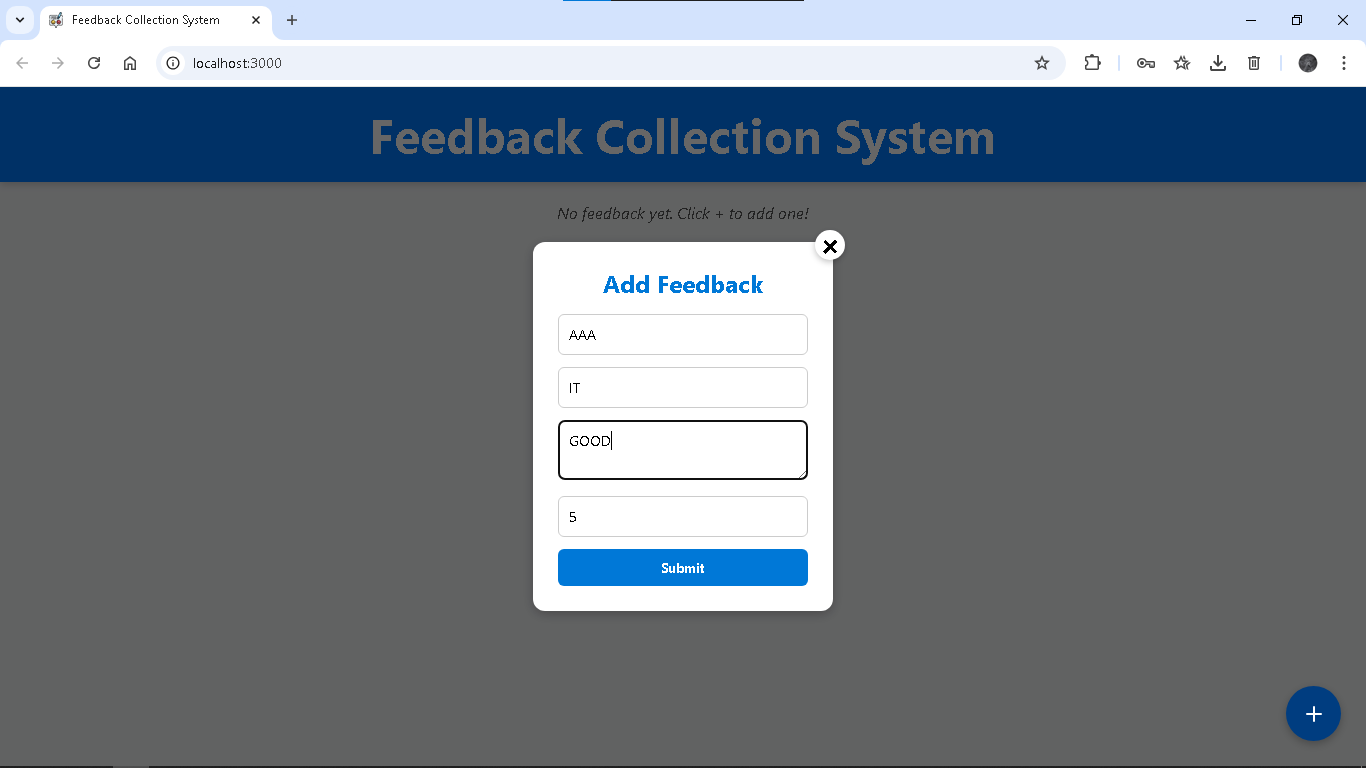 Feedback Collection System
localhost:3000
Feedback Collection System
No feedback yet. Click + to add one!
Add Feedback
AAA
IT
GOOD
5
Submit